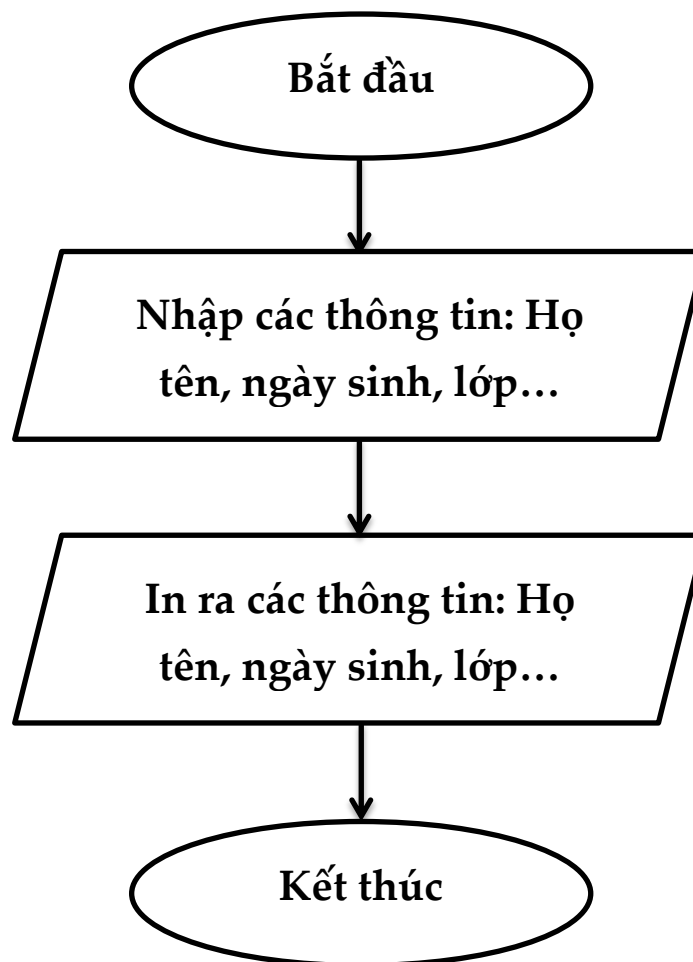 Bắt đầu
Nhập các thông tin: Họ
tên, ngày sinh, lớp…
In ra các thông tin: Họ
tên, ngày sinh, lớp…
Kết thúc